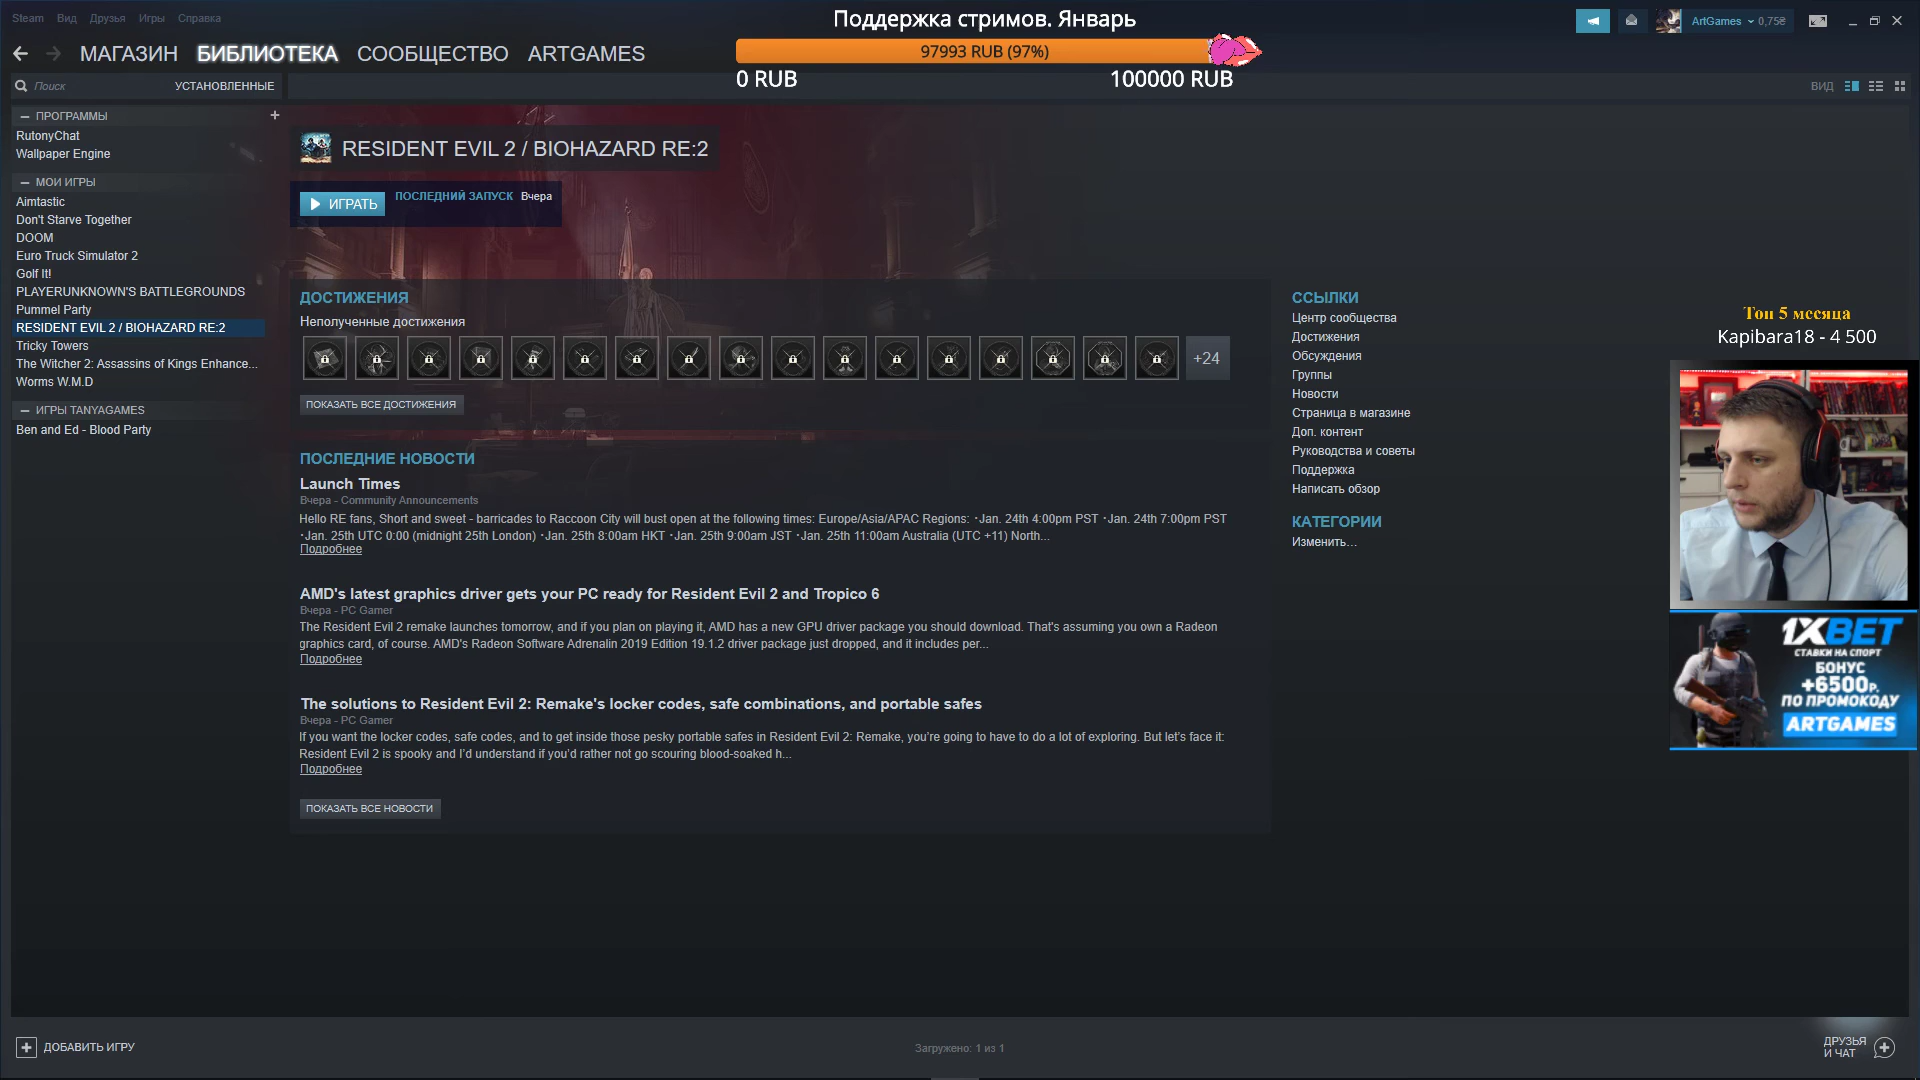 Steam Вид Друзья Игры Справка
Поддержка стримов. Январь
ArtGames 0,75₴
МАГАЗИН БИБЛИОТЕКА СООБЩЕСТВО ARTGAMES
97993 RUB (97%)
0 RUB 100000 RUB
Поиск УСТАНОВЛЕННЫЕ
ВИД
ПРОГРАММЫ
RutonyChat
Wallpaper Engine
МОИ ИГРЫ
Aimtastic
Don't Starve Together
DOOM
Euro Truck Simulator 2
Golf It!
PLAYERUNKNOWN'S BATTLEGROUNDS
Pummel Party
RESIDENT EVIL 2 / BIOHAZARD RE:2
Tricky Towers
The Witcher 2: Assassins of Kings Enhance...
Worms W.M.D
ИГРЫ TANYAGAMES
Ben and Ed - Blood Party
RESIDENT EVIL 2 / BIOHAZARD RE:2
ИГРАТЬ
ПОСЛЕДНИЙ ЗАПУСК Вчера
ДОСТИЖЕНИЯ
Неполученные достижения
+24
ПОКАЗАТЬ ВСЕ ДОСТИЖЕНИЯ
ПОСЛЕДНИЕ НОВОСТИ
Launch Times
Вчера - Community Announcements
Hello RE fans, Short and sweet - barricades to Raccoon City will bust open at the following times: Europe/Asia/APAC Regions: ･Jan. 24th 4:00pm PST ･Jan. 24th 7:00pm PST
･Jan. 25th UTC 0:00 (midnight 25th London) ･Jan. 25th 8:00am HKT ･Jan. 25th 9:00am JST ･Jan. 25th 11:00am Australia (UTC +11) North...
Подробнее
AMD's latest graphics driver gets your PC ready for Resident Evil 2 and Tropico 6
Вчера - PC Gamer
The Resident Evil 2 remake launches tomorrow, and if you plan on playing it, AMD has a new GPU driver package you should download. That's assuming you own a Radeon
graphics card, of course. AMD's Radeon Software Adrenalin 2019 Edition 19.1.2 driver package just dropped, and it includes per...
Подробнее
The solutions to Resident Evil 2: Remake's locker codes, safe combinations, and portable safes
Вчера - PC Gamer
If you want the locker codes, safe codes, and to get inside those pesky portable safes in Resident Evil 2: Remake, you’re going to have to do a lot of exploring. But let’s face it:
Resident Evil 2 is spooky and I’d understand if you’d rather not go scouring blood-soaked h...
Подробнее
ПОКАЗАТЬ ВСЕ НОВОСТИ
ССЫЛКИ
Центр сообщества
Достижения
Обсуждения
Группы
Новости
Страница в магазине
Доп. контент
Руководства и советы
Поддержка
Написать обзор
КАТЕГОРИИ
Изменить...
Топ 5 месяца
Kapibara18 - 4 500
1XBET
СТАВКИ НА СПОРТ
БОНУС
+6500Р.
ПО ПРОМОКОДУ
ARTGAMES
ДОБАВИТЬ ИГРУ
Загружено: 1 из 1
ДРУЗЬЯ
И ЧАТ